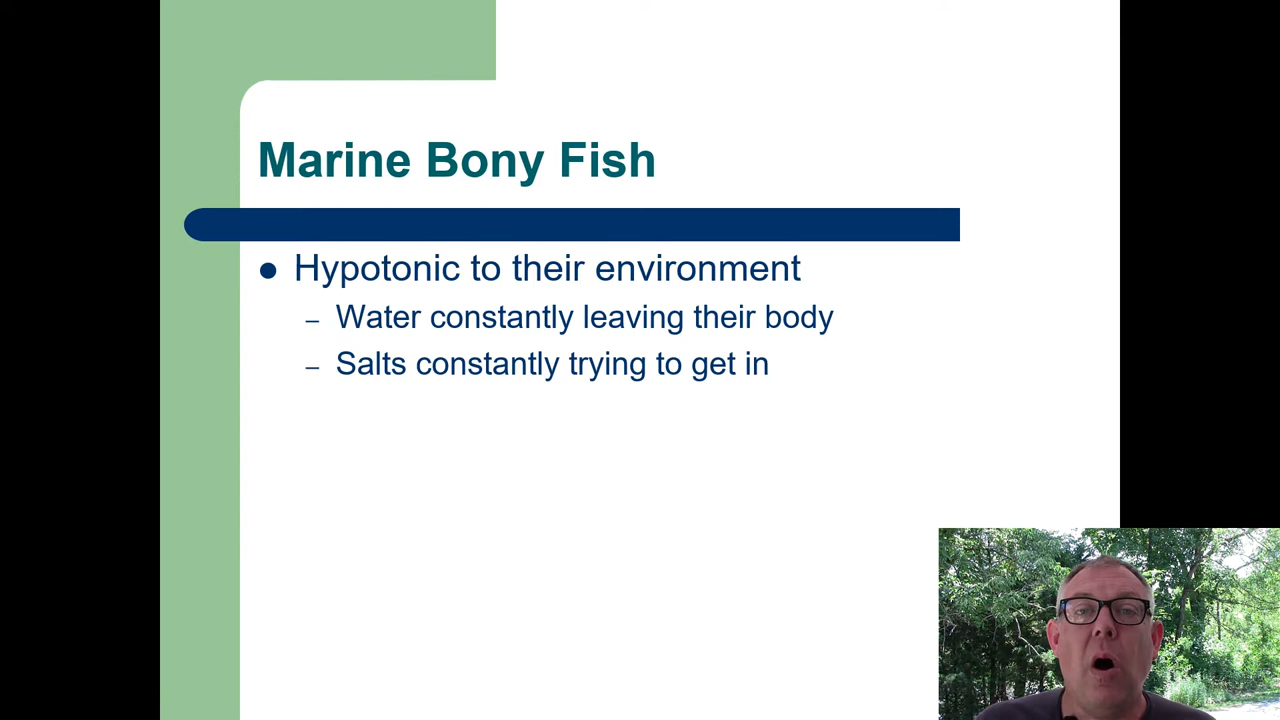 Marine Bony Fish
● Hypotonic to their environment
– Water constantly leaving their body
– Salts constantly trying to get in